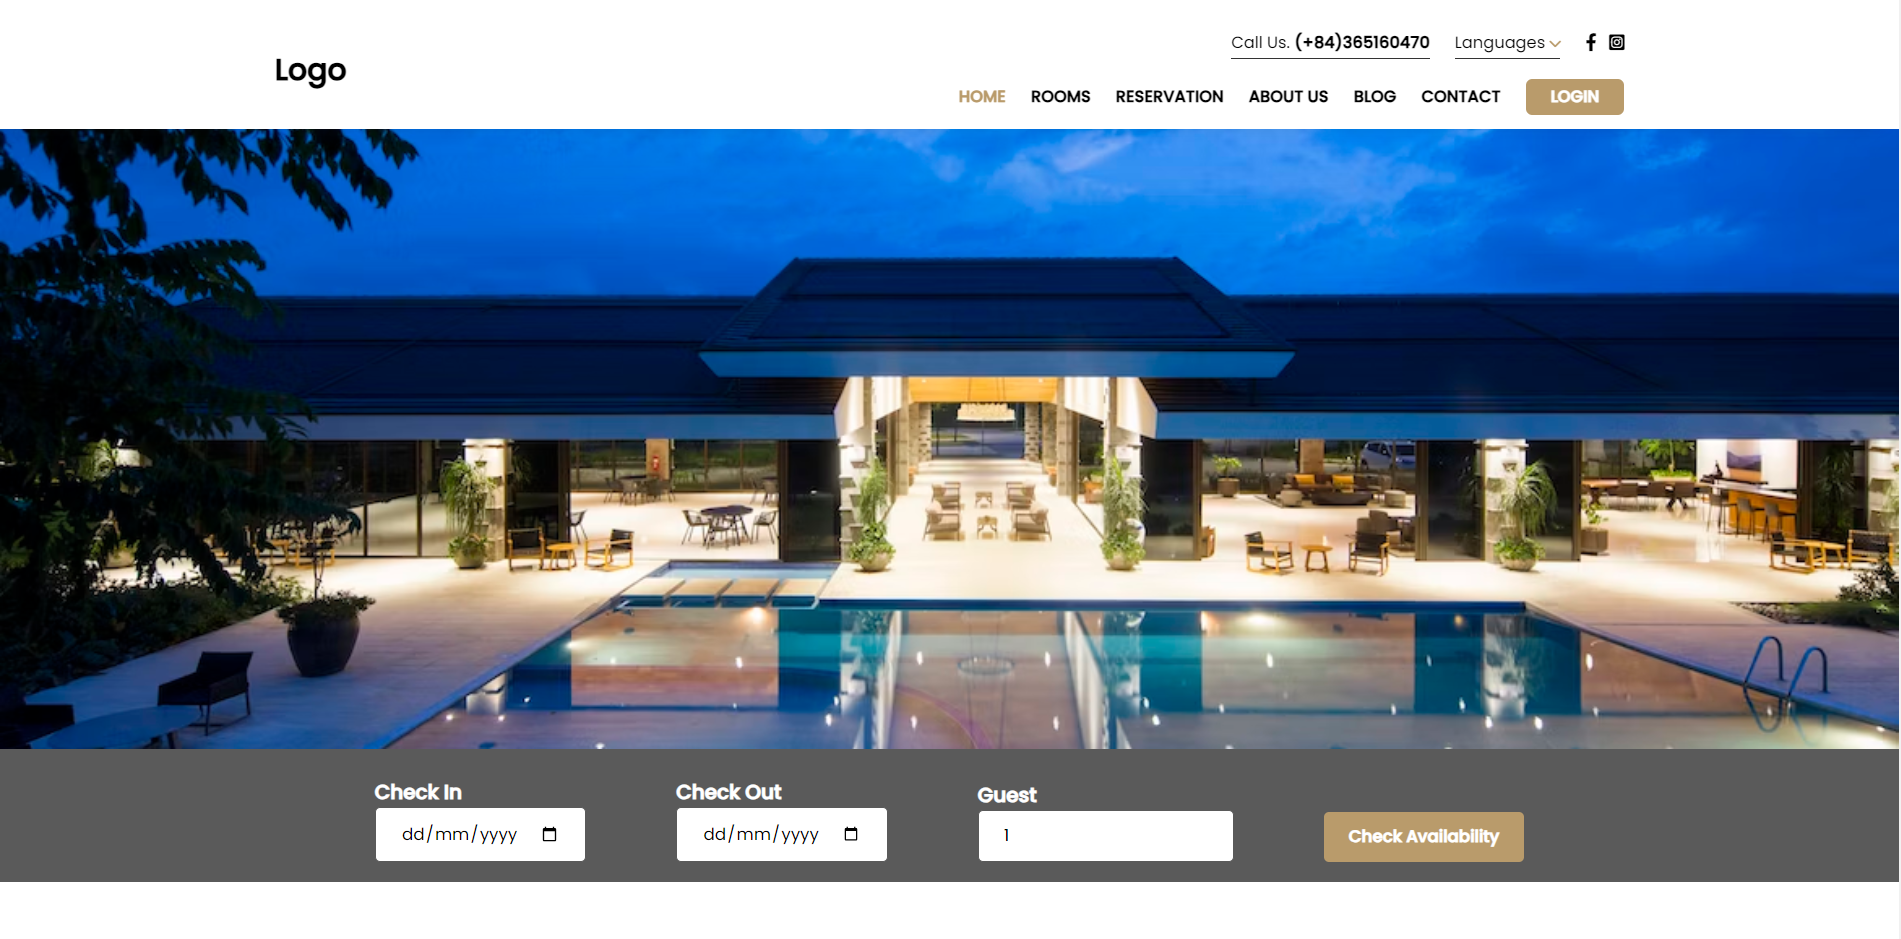 Call Us. (+84)365160470 Languages
Logo
HOME ROOMS RESERVATION ABOUT US BLOG CONTACT LOGIN
Check In Check Out Guest
dd/mm/yyyy dd/mm/yyyy 1 Check Availability